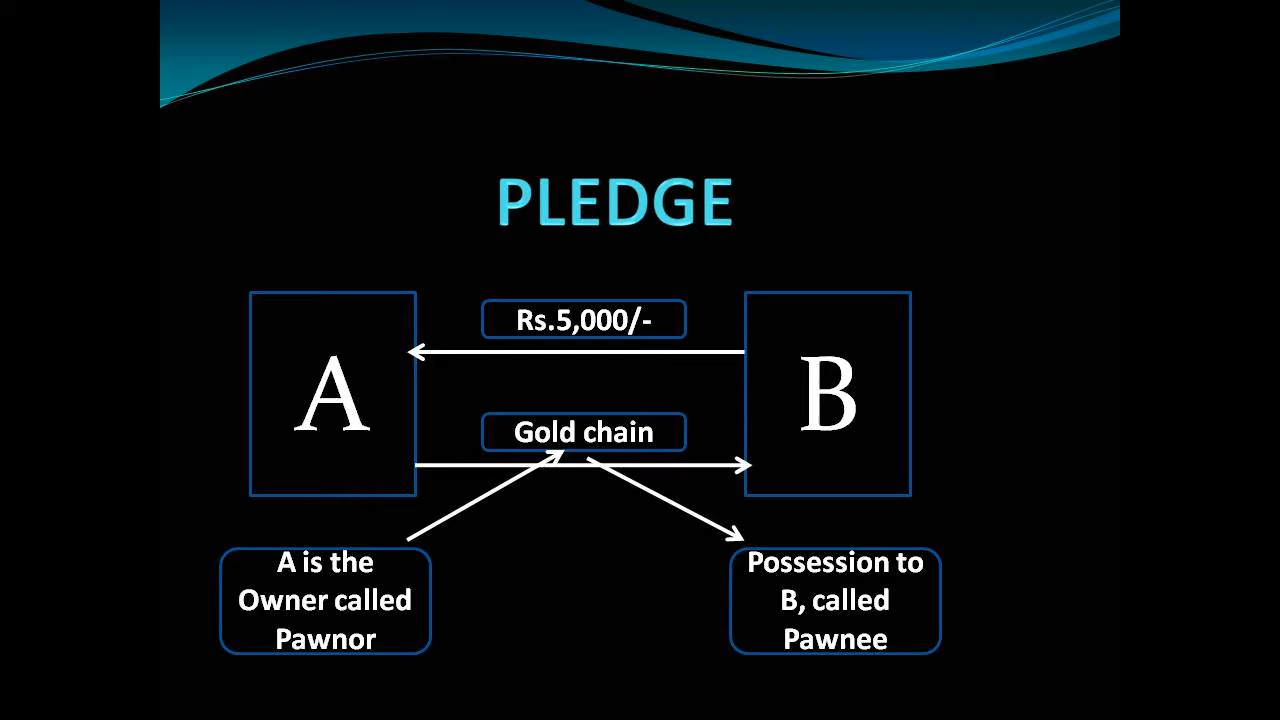 PLEDGE
Rs.5,000/-
A
B
Gold chain
A is the
Owner called
Pawnor
Possession to
B, called
Pawnee